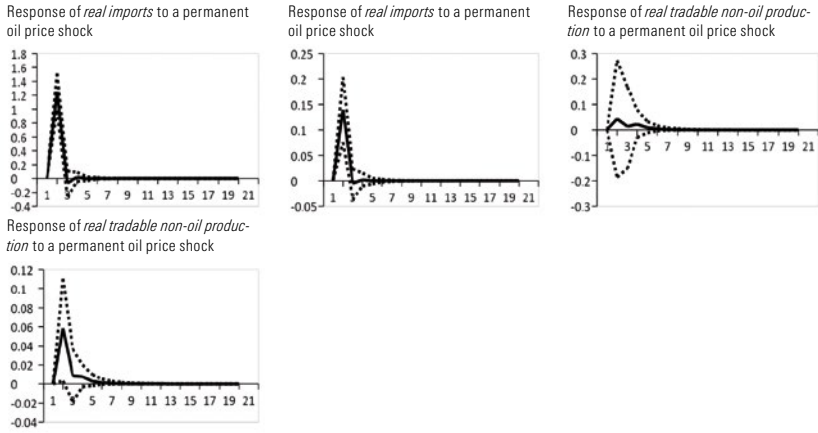 Response of real imports to a permanent
oil price shock
1.8
1.6
1.4
1.2
1
0.8
0.6
0.4
0.2
0
-0.2
-0.4
1 3 5 7 9 11 13 15 17 19 21
Response of real imports to a permanent
oil price shock
0.25
0.2
0.15
0.1
0.05
0
-0.05
1 3 5 7 9 11 13 15 17 19 21
Response of real tradable non-oil produc-
tion to a permanent oil price shock
0.3
0.2
0.1
0
-0.1
-0.2
-0.3
3 5 7 9 11 13 15 17 19 21
Response of real tradable non-oil produc-
tion to a permanent oil price shock
0.12
0.1
0.08
0.06
0.04
0.02
0
-0.02
-0.04
1 3 5 7 9 11 13 15 17 19 21